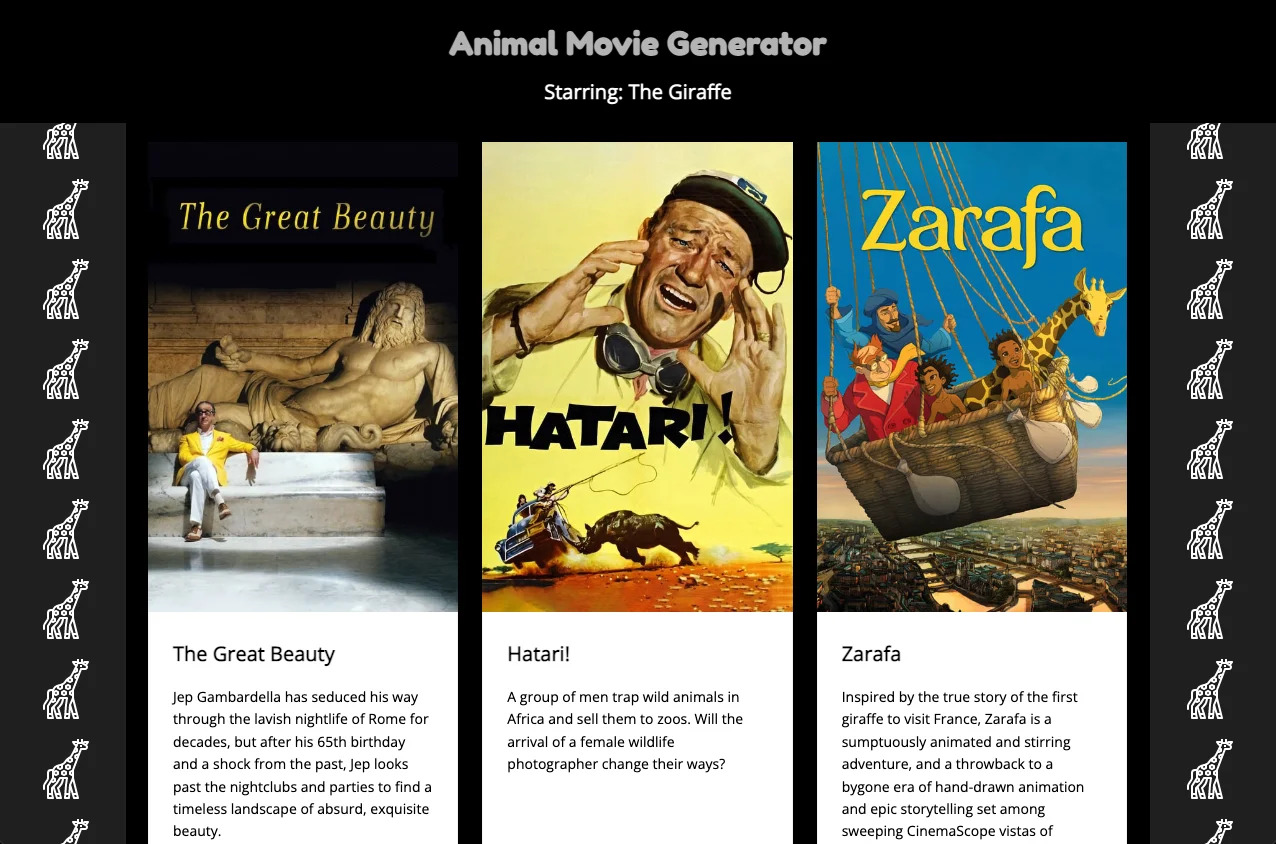 Animal Movie Generator
Starring: The Giraffe
The Great Beauty
HATARI!
Zarafa
The Great Beauty
Jep Gambardella has seduced his way
through the lavish nightlife of Rome for
decades, but after his 65th birthday
and a shock from the past, Jep looks
past the nightclubs and parties to find a
timeless landscape of absurd, exquisite
beauty.
Hatari!
A group of men trap wild animals in
Africa and sell them to zoos. Will the
arrival of a female wildlife
photographer change their ways?
Zarafa
Inspired by the true story of the first
giraffe to visit France, Zarafa is a
sumptuously animated and stirring
adventure, and a throwback to a
bygone era of hand-drawn animation
and epic storytelling set among
sweeping CinemaScope vistas of